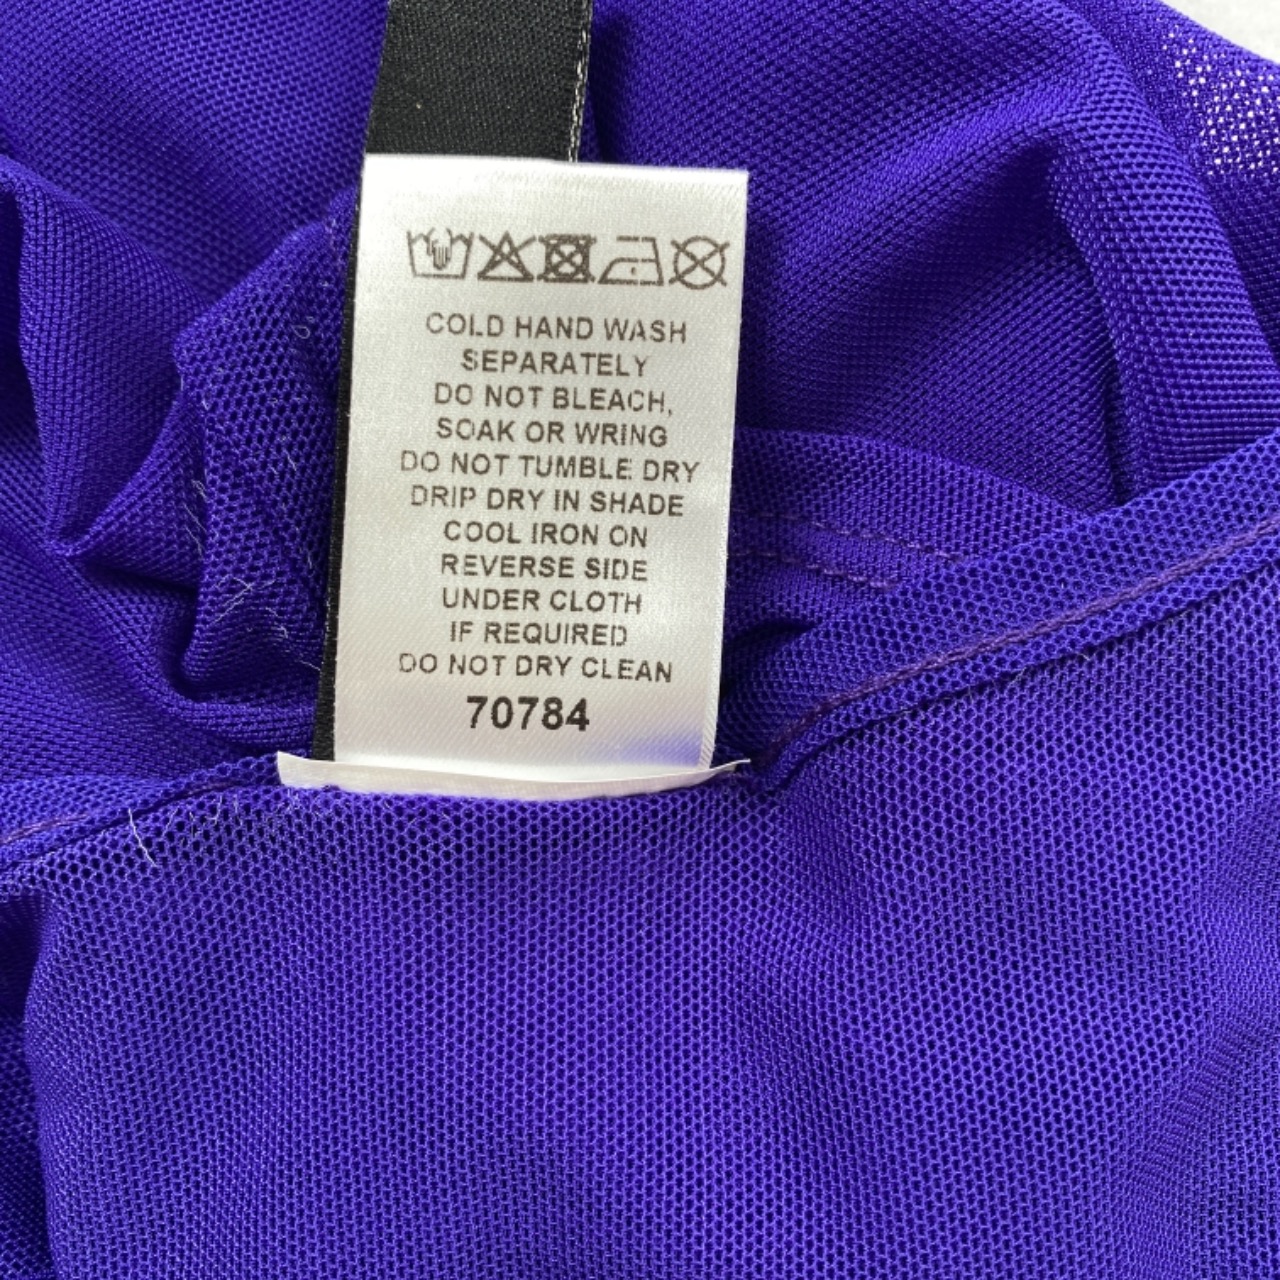 COLD HAND WASH
SEPARATELY
DO NOT BLEACH,
SOAK OR WRING
DO NOT TUMBLE DRY
DRIP DRY IN SHADE
COOL IRON ON
REVERSE SIDE
UNDER CLOTH
IF REQUIRED
DO NOT DRY CLEAN
70784